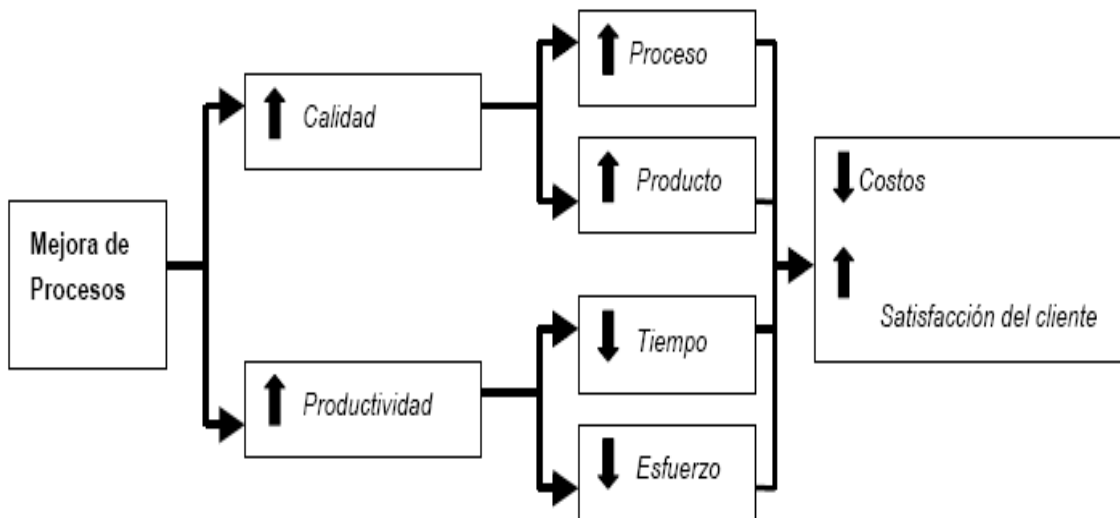 Mejora de
Procesos
Calidad
Productividad
Proceso
Producto
Tiempo
Esfuerzo
Costos
Satisfacción del cliente